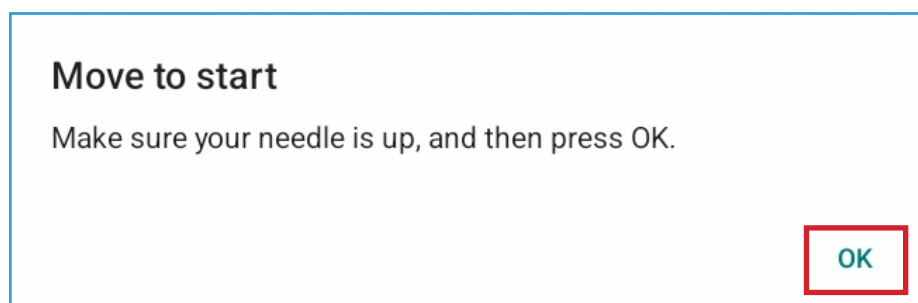 Move to start
Make sure your needle is up, and then press OK.
OK